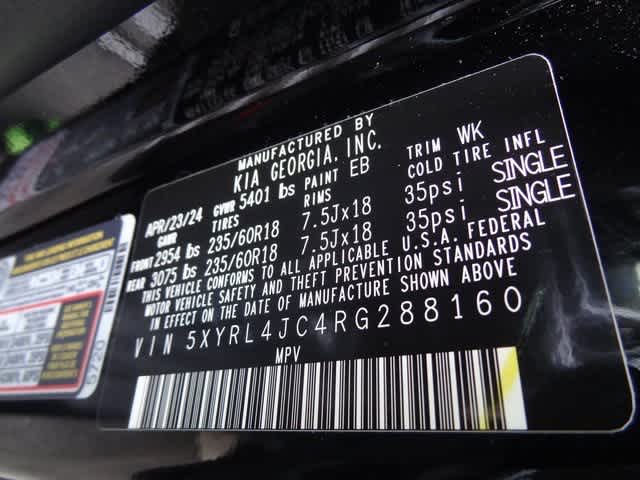 MANUFACTURED BY
KIA GEORGIA, INC.
APR/23/24 GVWR 5401 lbs PAINT EB TRIM WK
GAWR TIRES RIMS COLD TIRE INFL
FRONT 2954 lbs 235/60R18 7.5Jx18 35psi SINGLE
REAR 3075 lbs 235/60R18 7.5Jx18 35psi SINGLE
THIS VEHICLE CONFORMS TO ALL APPLICABLE U.S.A. FEDERAL
MOTOR VEHICLE SAFETY AND THEFT PREVENTION STANDARDS
IN EFFECT ON THE DATE OF MANUFACTURE SHOWN ABOVE
VIN 5XYRL4JC4RG288160
MPV